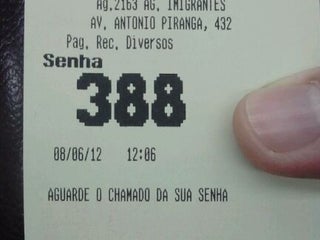 Ag.2163 AG. IMIGRANTES
AV. ANTONIO PIRANGA, 432
Pag. Rec. Diversos
Senha
388
08/06/12 12:06
AGUARDE O CHAMADO DA SUA SENHA